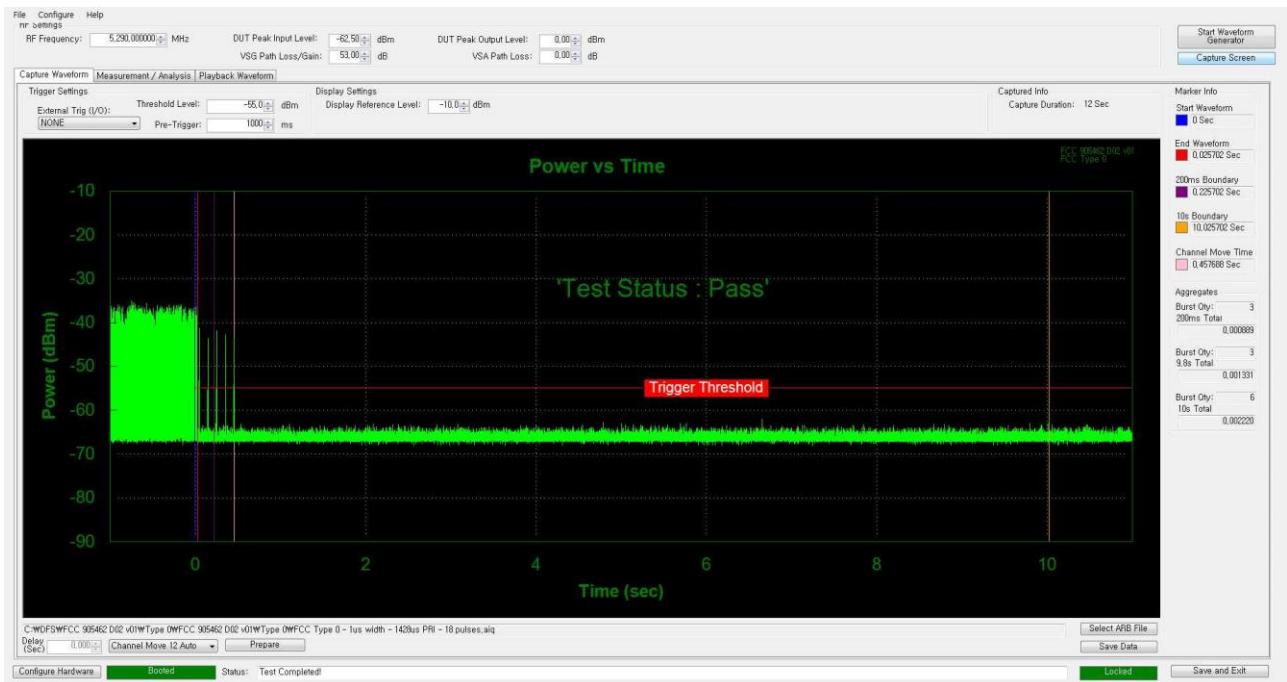 File Configure Help
RF Settings
RF Frequency: 5,290,000000 MHz DUT Peak Input Level: -62,50 dBm DUT Peak Output Level: 0,00 dBm
VSG Path Loss/Gain: 53,00 dB VSA Path Loss: 0,00 dB
Start Waveform
Generator
Capture Screen
Capture Waveform Measurement / Analysis Playback Waveform
Trigger Settings
External Trig (I/O):
NONE
Threshold Level: -55,0 dBm
Pre-Trigger: 1000 ms
Display Settings
Display Reference Level: -10,0 dBm
Captured Info
Capture Duration: 12 Sec
Marker Info
Start Waveform
0 Sec
End Waveform
0,025702 Sec
200ms Boundary
0,225702 Sec
10s Boundary
10,025702 Sec
Channel Move Time
0,457688 Sec
Aggregates
Burst Qty: 3
200ms Total
0,000889
Burst Qty: 3
9,8s Total
0,001331
Burst Qty: 6
10s Total
0,002220
FCC 905462 D02 v01
FCC Type 0
Power vs Time
'Test Status : Pass'
Trigger Threshold
Power (dBm)
-10
-20
-30
-40
-50
-60
-70
-80
-90
0 2 4 6 8 10
Time (sec)
C:₩DFS₩FCC 905462 D02 v01₩Type 0₩FCC 905462 D02 v01₩Type 0₩FCC Type 0 - 1us width - 1428us PRI - 18 pulses,aiq
Select ARB File
Delay
(Sec) 0,000 Channel Move 12 Auto Prepare
Save Data
Configure Hardware Booted Status: Test Completed! Locked Save and Exit